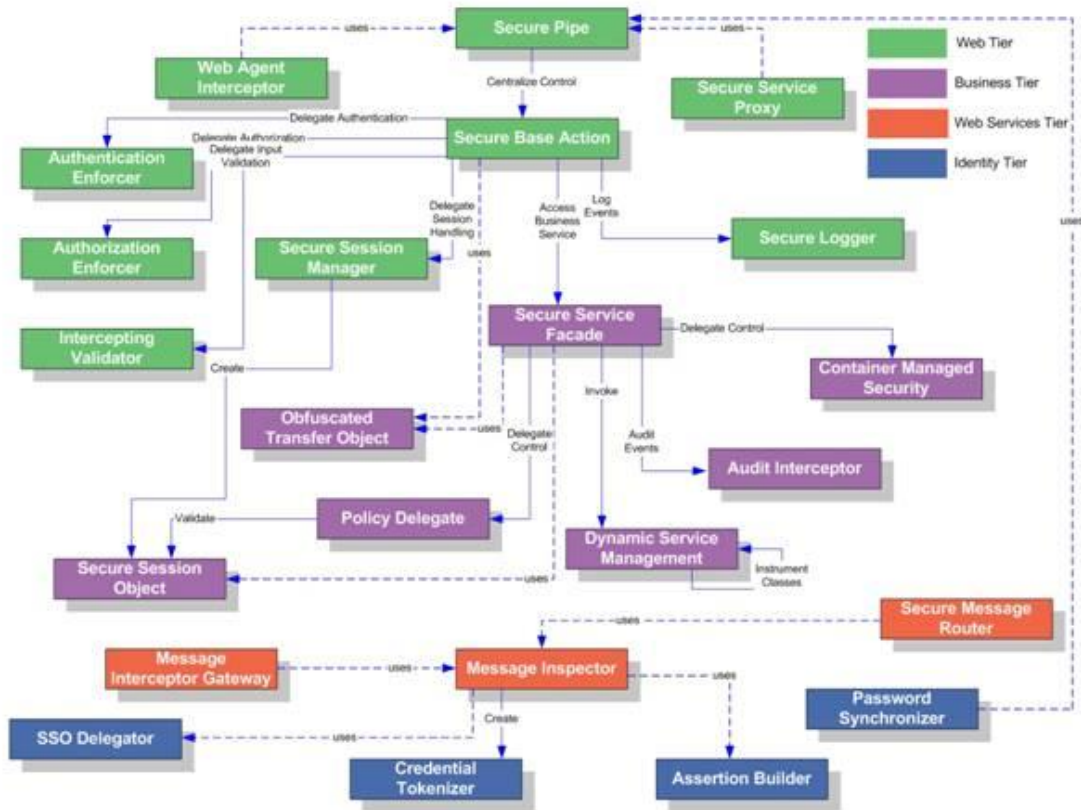 uses
Secure Pipe
uses
Web Tier
Web Agent
Interceptor
Centralize Control
Secure Service
Proxy
Business Tier
Delegate Authentication
Secure Base Action
Web Services Tier
Delegate Authorization
Delegate Input
Validation
Authentication
Enforcer
Identity Tier
Delegate
Session
Handling
Access
Business
Service
Log
Events
uses
Authorization
Enforcer
Secure Session
Manager
uses
Secure Logger
Secure Service
Facade
Delegate Control
Intercepting
Validator
Create
Container Managed
Security
Invoke
Obfuscated
Transfer Object
uses
Delegate
Control
Audit
Events
Audit Interceptor
Policy Delegate
Validate
Dynamic Service
Management
Instrument
Classes
Secure Session
Object
uses
Secure Message
Router
uses
Message
Interceptor Gateway
uses
Message Inspector
uses
Password
Synchronizer
Create
SSO Delegator
uses
Credential
Tokenizer
Assertion Builder